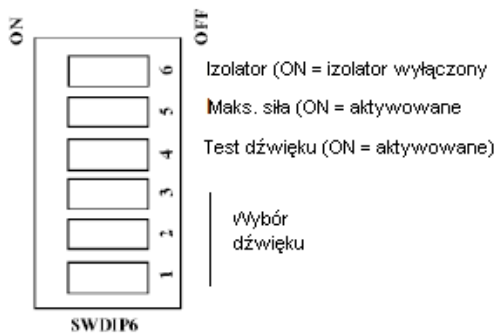 ON
OFF
6 Izolator (ON = izolator wyłączony
5 Maks. siła (ON = aktywowane
4 Test dźwięku (ON = aktywowane)
3
2 Wybór
dźwięku
1
SWDIP6